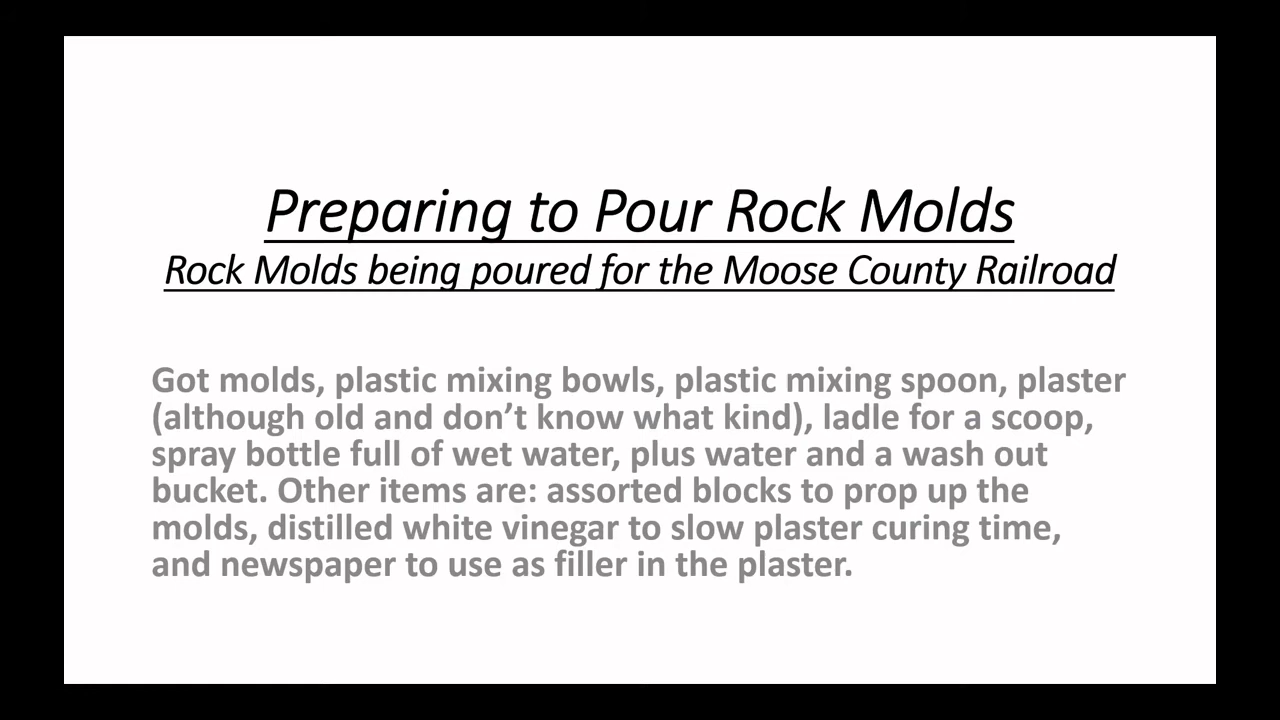 Preparing to Pour Rock Molds
Rock Molds being poured for the Moose County Railroad
Got molds, plastic mixing bowls, plastic mixing spoon, plaster
(although old and don’t know what kind), ladle for a scoop,
spray bottle full of wet water, plus water and a wash out
bucket. Other items are: assorted blocks to prop up the
molds, distilled white vinegar to slow plaster curing time,
and newspaper to use as filler in the plaster.